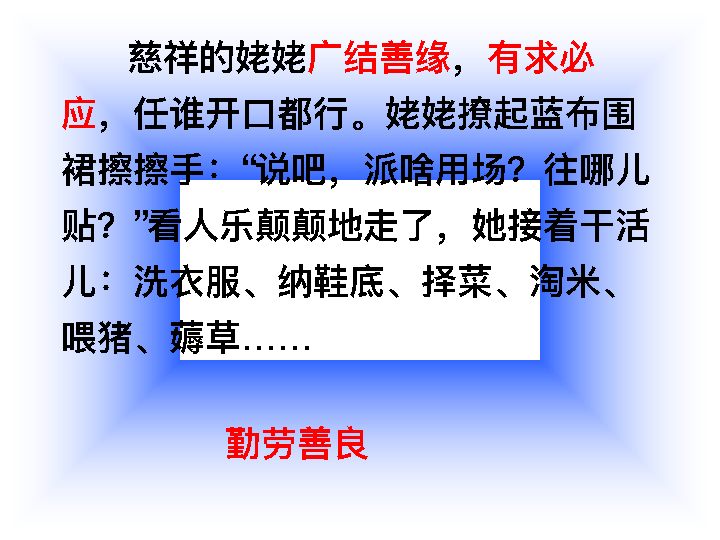 慈祥的姥姥广结善缘，有求必
应，任谁开口都行。姥姥撩起蓝布围
裙擦擦手：“说吧，派啥用场？往哪儿
贴？”看人乐颠颠地走了，她接着干活
儿：洗衣服、纳鞋底、择菜、淘米、
喂猪、薅草……
勤劳善良